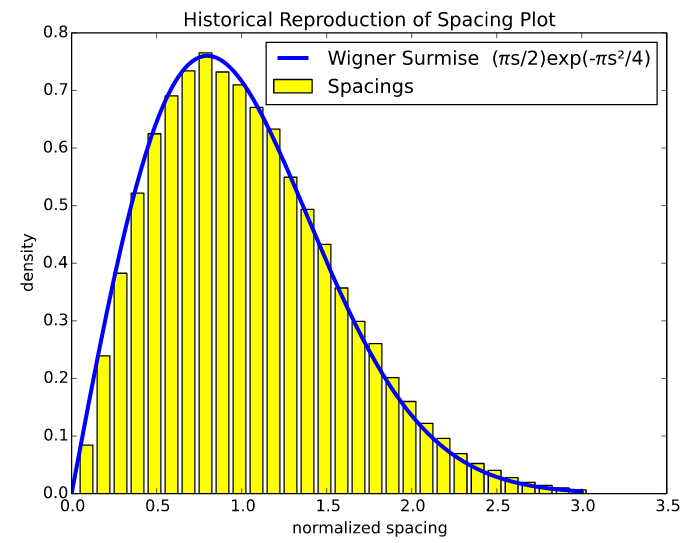 Historical Reproduction of Spacing Plot
Wigner Surmise (πs/2)exp(-πs²/4)
Spacings
density
0.8
0.7
0.6
0.5
0.4
0.3
0.2
0.1
0.0
0.0 0.5 1.0 1.5 2.0 2.5 3.0 3.5
normalized spacing